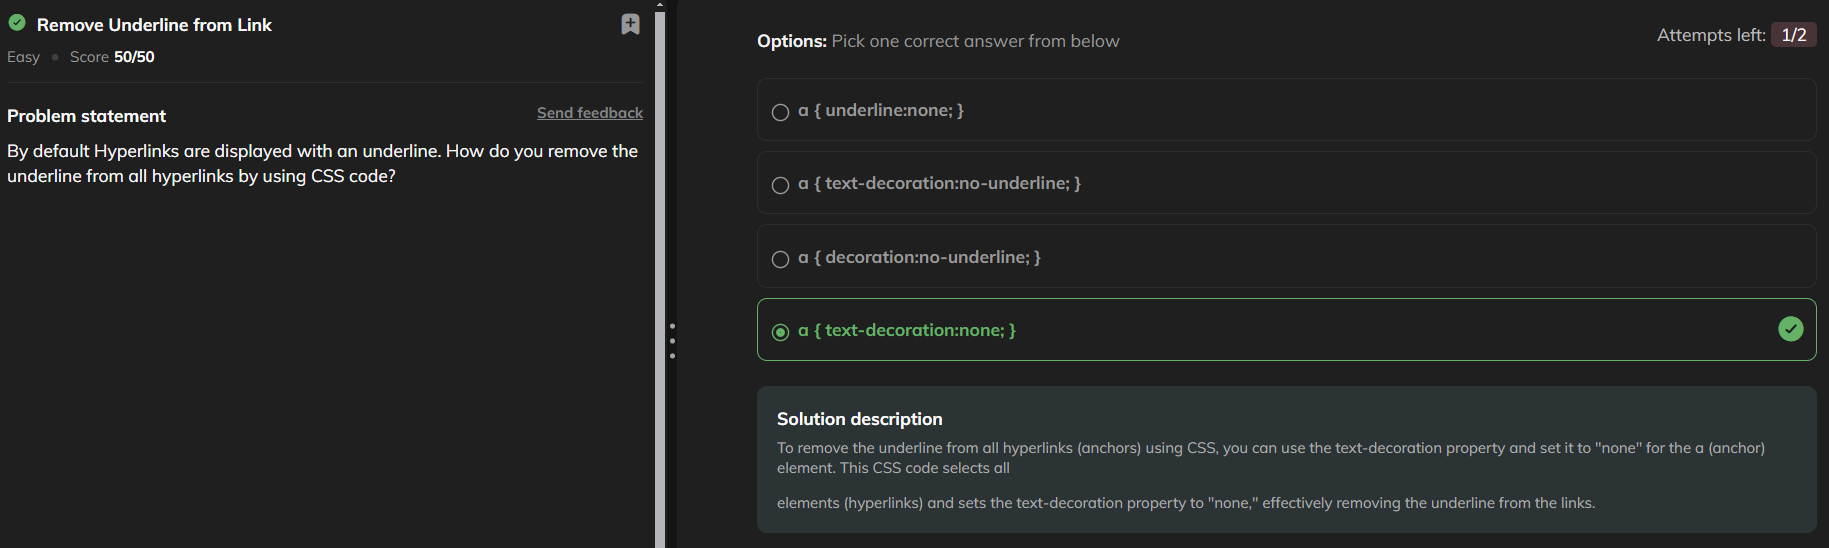 Remove Underline from Link
Easy • Score 50/50
Problem statement
Send feedback
By default Hyperlinks are displayed with an underline. How do you remove the
underline from all hyperlinks by using CSS code?
Options: Pick one correct answer from below
Attempts left: 1/2
a { underline:none; }
a { text-decoration:no-underline; }
a { decoration:no-underline; }
a { text-decoration:none; }
Solution description
To remove the underline from all hyperlinks (anchors) using CSS, you can use the text-decoration property and set it to "none" for the a (anchor)
element. This CSS code selects all
elements (hyperlinks) and sets the text-decoration property to "none," effectively removing the underline from the links.